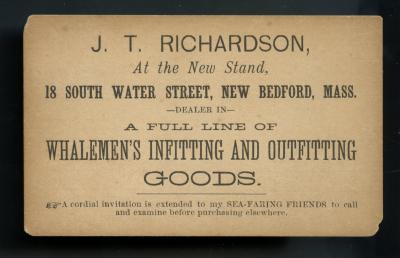 J. T. RICHARDSON,
At the New Stand,
18 SOUTH WATER STREET, NEW BEDFORD, MASS.
—DEALER IN—
A FULL LINE OF
WHALEMEN'S INFITTING AND OUTFITTING
GOODS.
☞A cordial invitation is extended to my SEA-FARING FRIENDS to call
and examine before purchasing elsewhere.